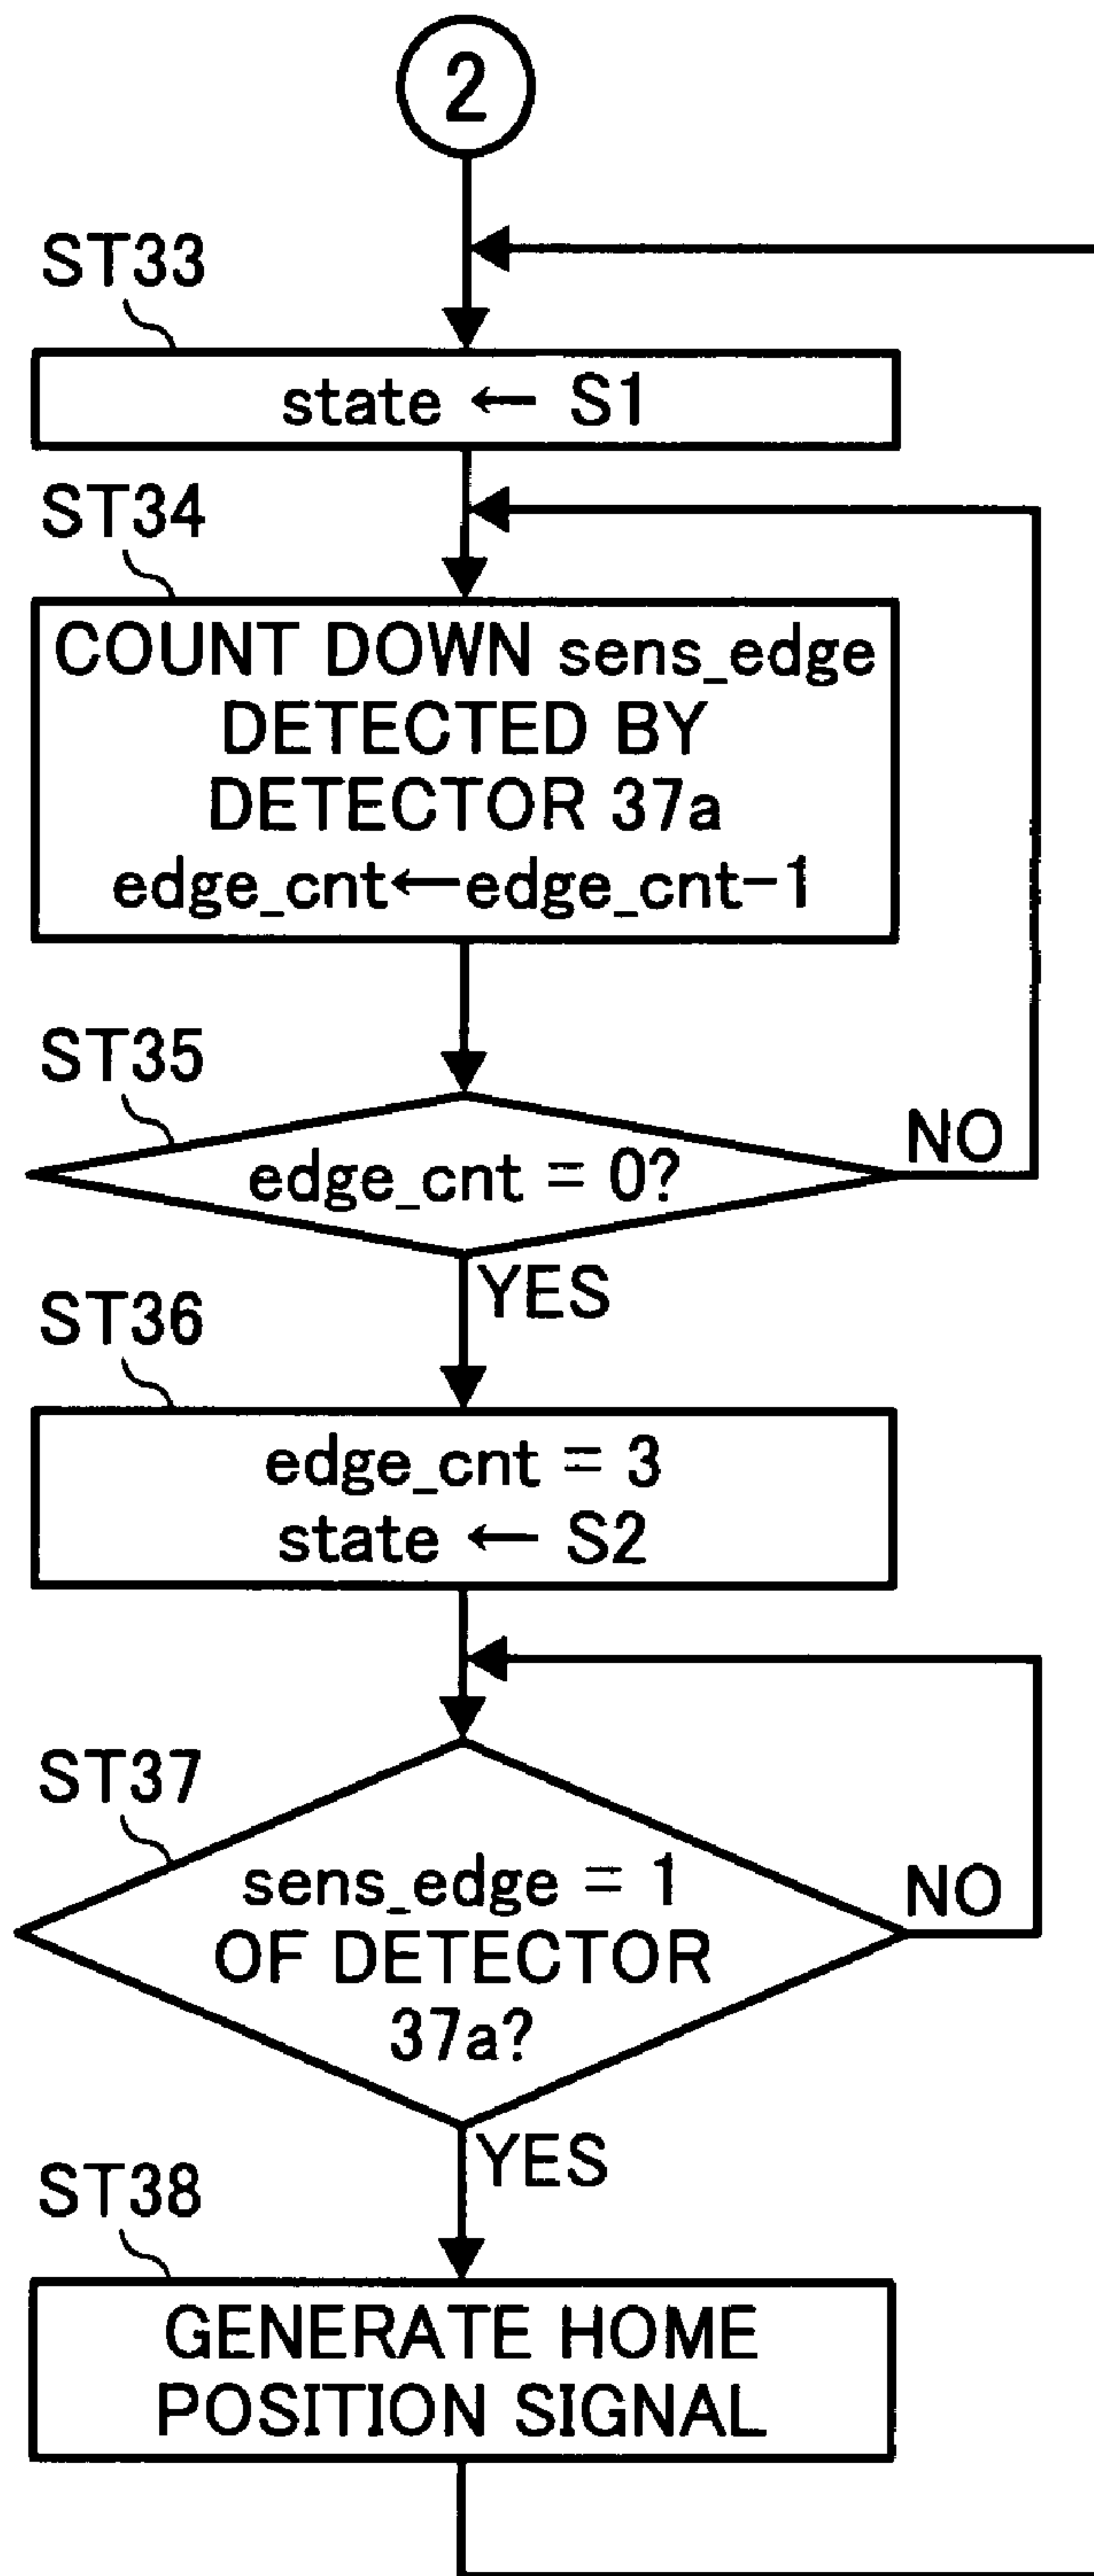 2
ST33
state ← S1
ST34
COUNT DOWN sens_edge
DETECTED BY
DETECTOR 37a
edge_cnt←edge_cnt-1
ST35
edge_cnt = 0?
NO
YES
ST36
edge_cnt = 3
state ← S2
ST37
sens_edge = 1
OF DETECTOR
37a?
NO
YES
ST38
GENERATE HOME
POSITION SIGNAL